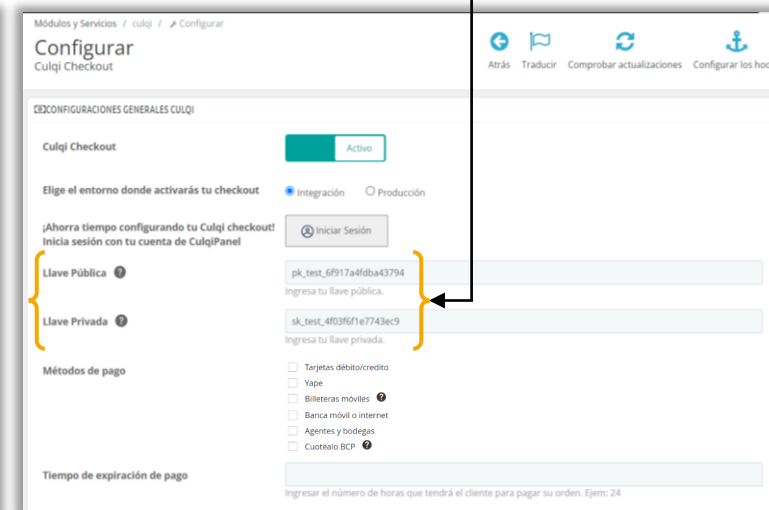 Módulos y Servicios / culqi / Configurar
Configurar
Culqi Checkout
Atrás Traducir Comprobar actualizaciones Configurar los hoo
CONFIGURACIONES GENERALES CULQI
Culqi Checkout Activo
Elige el entorno donde activarás tu checkout Integración Producción
¡Ahorra tiempo configurando tu Culqi checkout!
Inicia sesión con tu cuenta de CulqiPanel
Iniciar Sesión
Llave Pública ? pk_test_6f917a4fdba43794
Ingresa tu llave pública.
Llave Privada ? sk_test_4f03f6f1e7743ec9
Ingresa tu llave privada.
Métodos de pago Tarjetas débito/credito
Yape
Billeteras móviles ?
Banca móvil o internet
Agentes y bodegas
Cuotéalo BCP ?
Tiempo de expiración de pago
Ingresar el número de horas que tendrá el cliente para pagar su orden. Ejem: 24